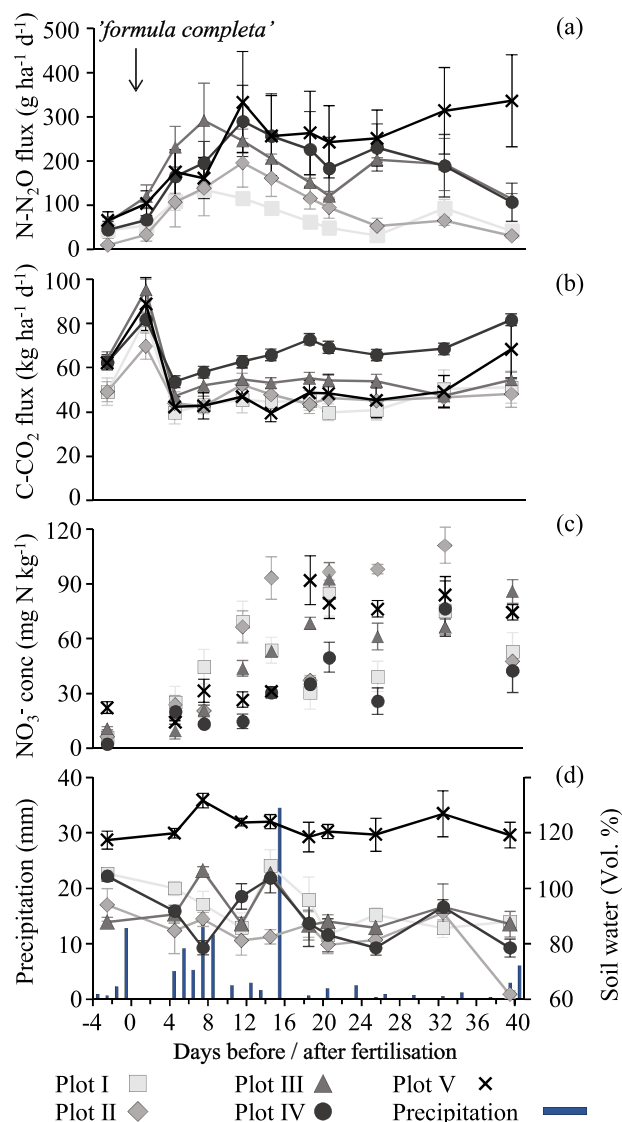 'formula completa'
(a)
N-N₂O flux (g ha⁻¹ d⁻¹)
500
400
300
200
100
0
(b)
C-CO₂ flux (kg ha⁻¹ d⁻¹)
100
80
60
40
20
0
(c)
NO₃⁻ conc (mg N kg⁻¹)
120
90
60
30
0
(d)
Precipitation (mm)
40
30
20
10
0
Soil water (Vol. %)
120
100
80
60
-4 0 4 8 12 16 20 24 28 32 36 40
Days before / after fertilisation
Plot I Plot III Plot V
Plot II Plot IV Precipitation